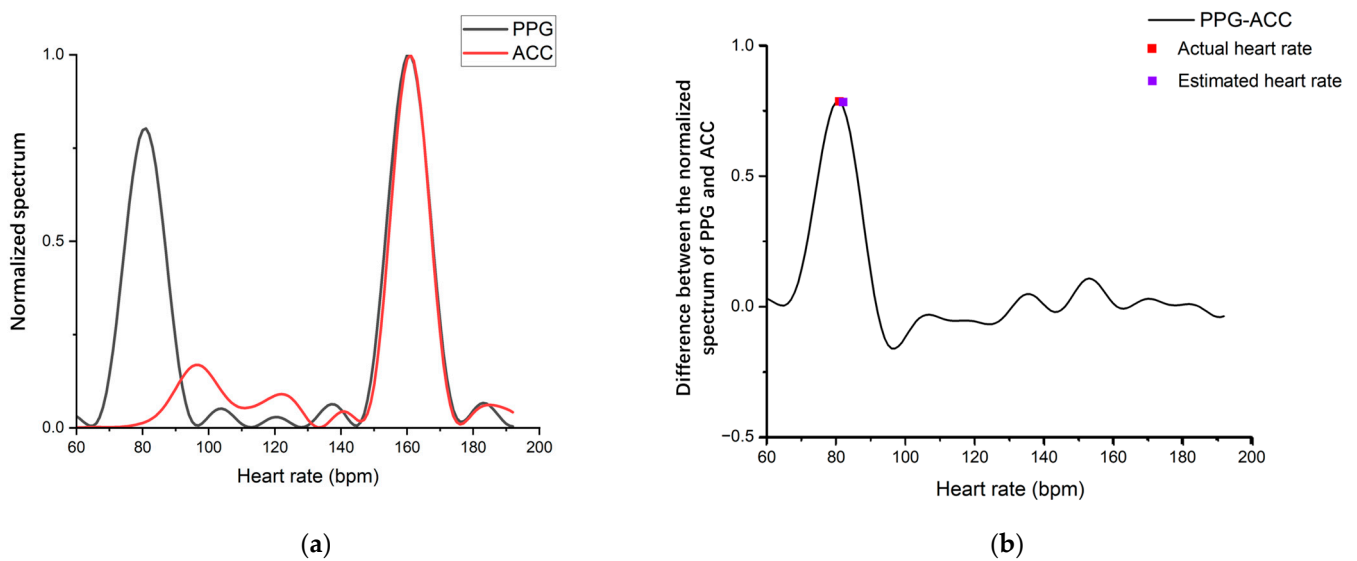 PPG
ACC
1.0
0.5
0.0
60 80 100 120 140 160 180 200
Normalized spectrum
Heart rate (bpm)
(a)
PPG-ACC
Actual heart rate
Estimated heart rate
1.0
0.5
0.0
−0.5
60 80 100 120 140 160 180 200
Difference between the normalized
spectrum of PPG and ACC
Heart rate (bpm)
(b)